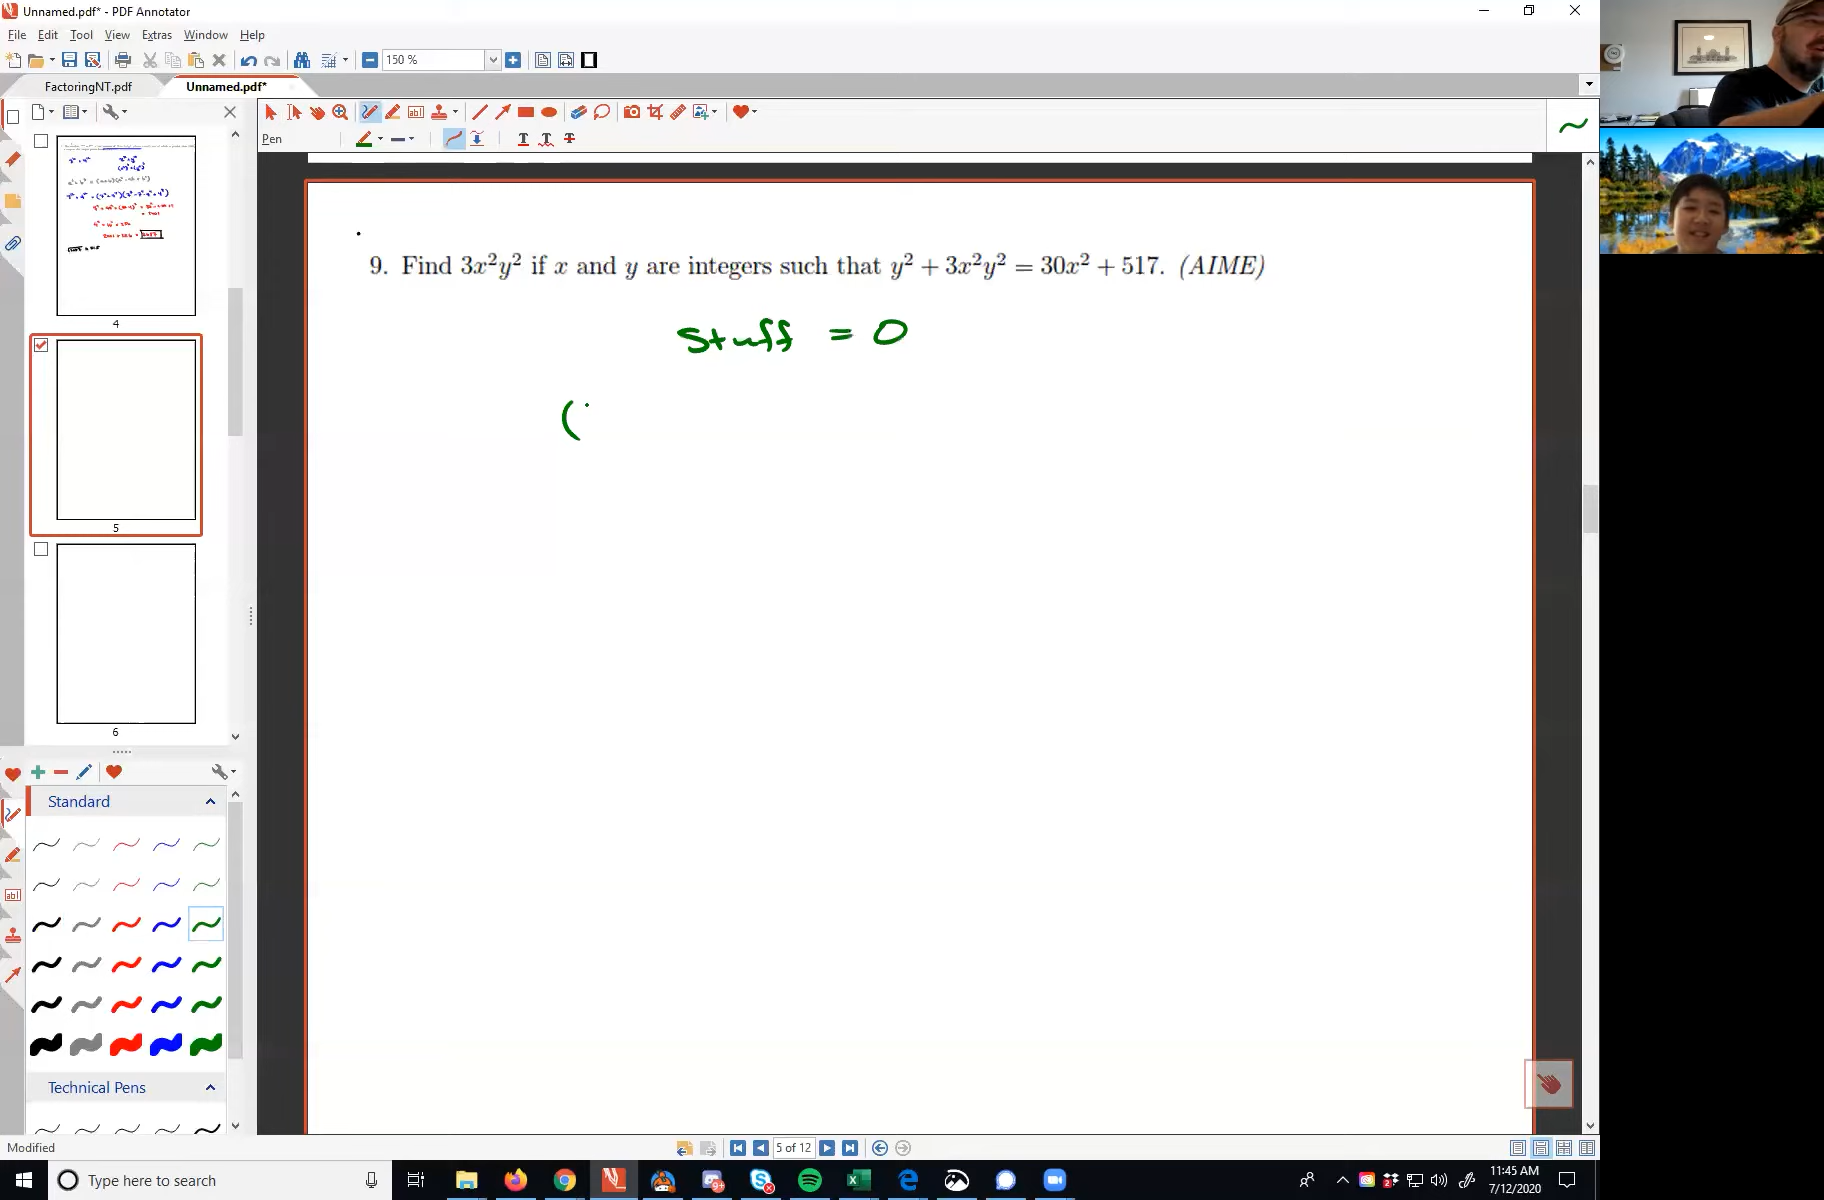 Unnamed.pdf* - PDF Annotator
File Edit Tool View Extras Window Help
150 %
FactoringNT.pdf Unnamed.pdf*
Pen
9. Find 3x²y² if x and y are integers such that y² + 3x²y² = 30x² + 517. (AIME)
stuff = 0
(
4
5
6
Standard
Technical Pens
Modified
5 of 12
Type here to search
11:45 AM
7/12/2020